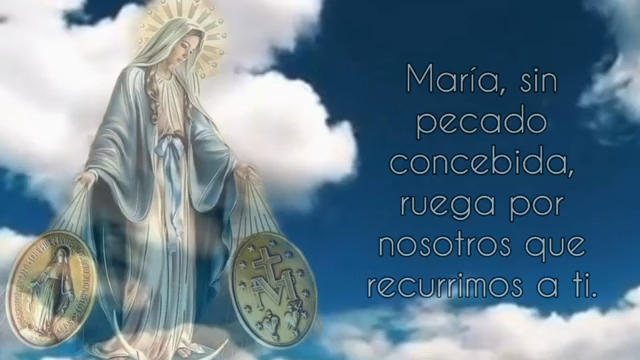 María, sin
pecado
concebida,
ruega por
nosotros que
recurrimos a ti.